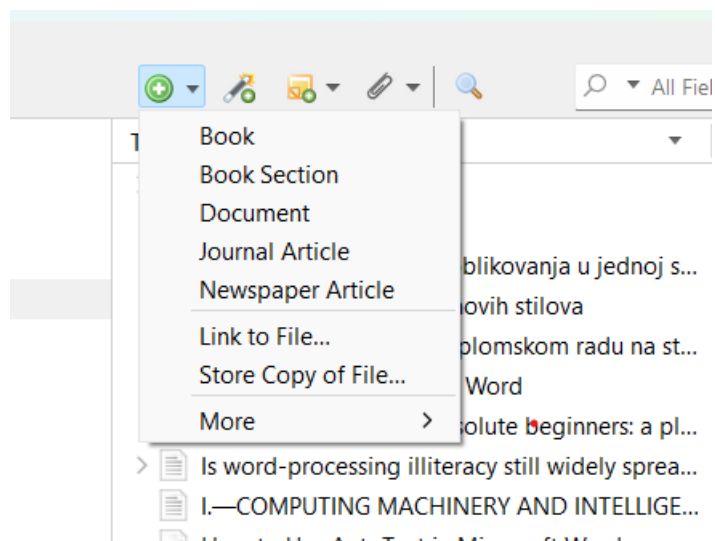 All Fiel
Book
Book Section
Document
Journal Article
Newspaper Article
Link to File...
Store Copy of File...
More
blikovanja u jednoj s...
ovih stilova
plomskom radu na st...
Word
solute beginners: a pl...
Is word-processing illiteracy still widely sprea...
I.—COMPUTING MACHINERY AND INTELLIGE...